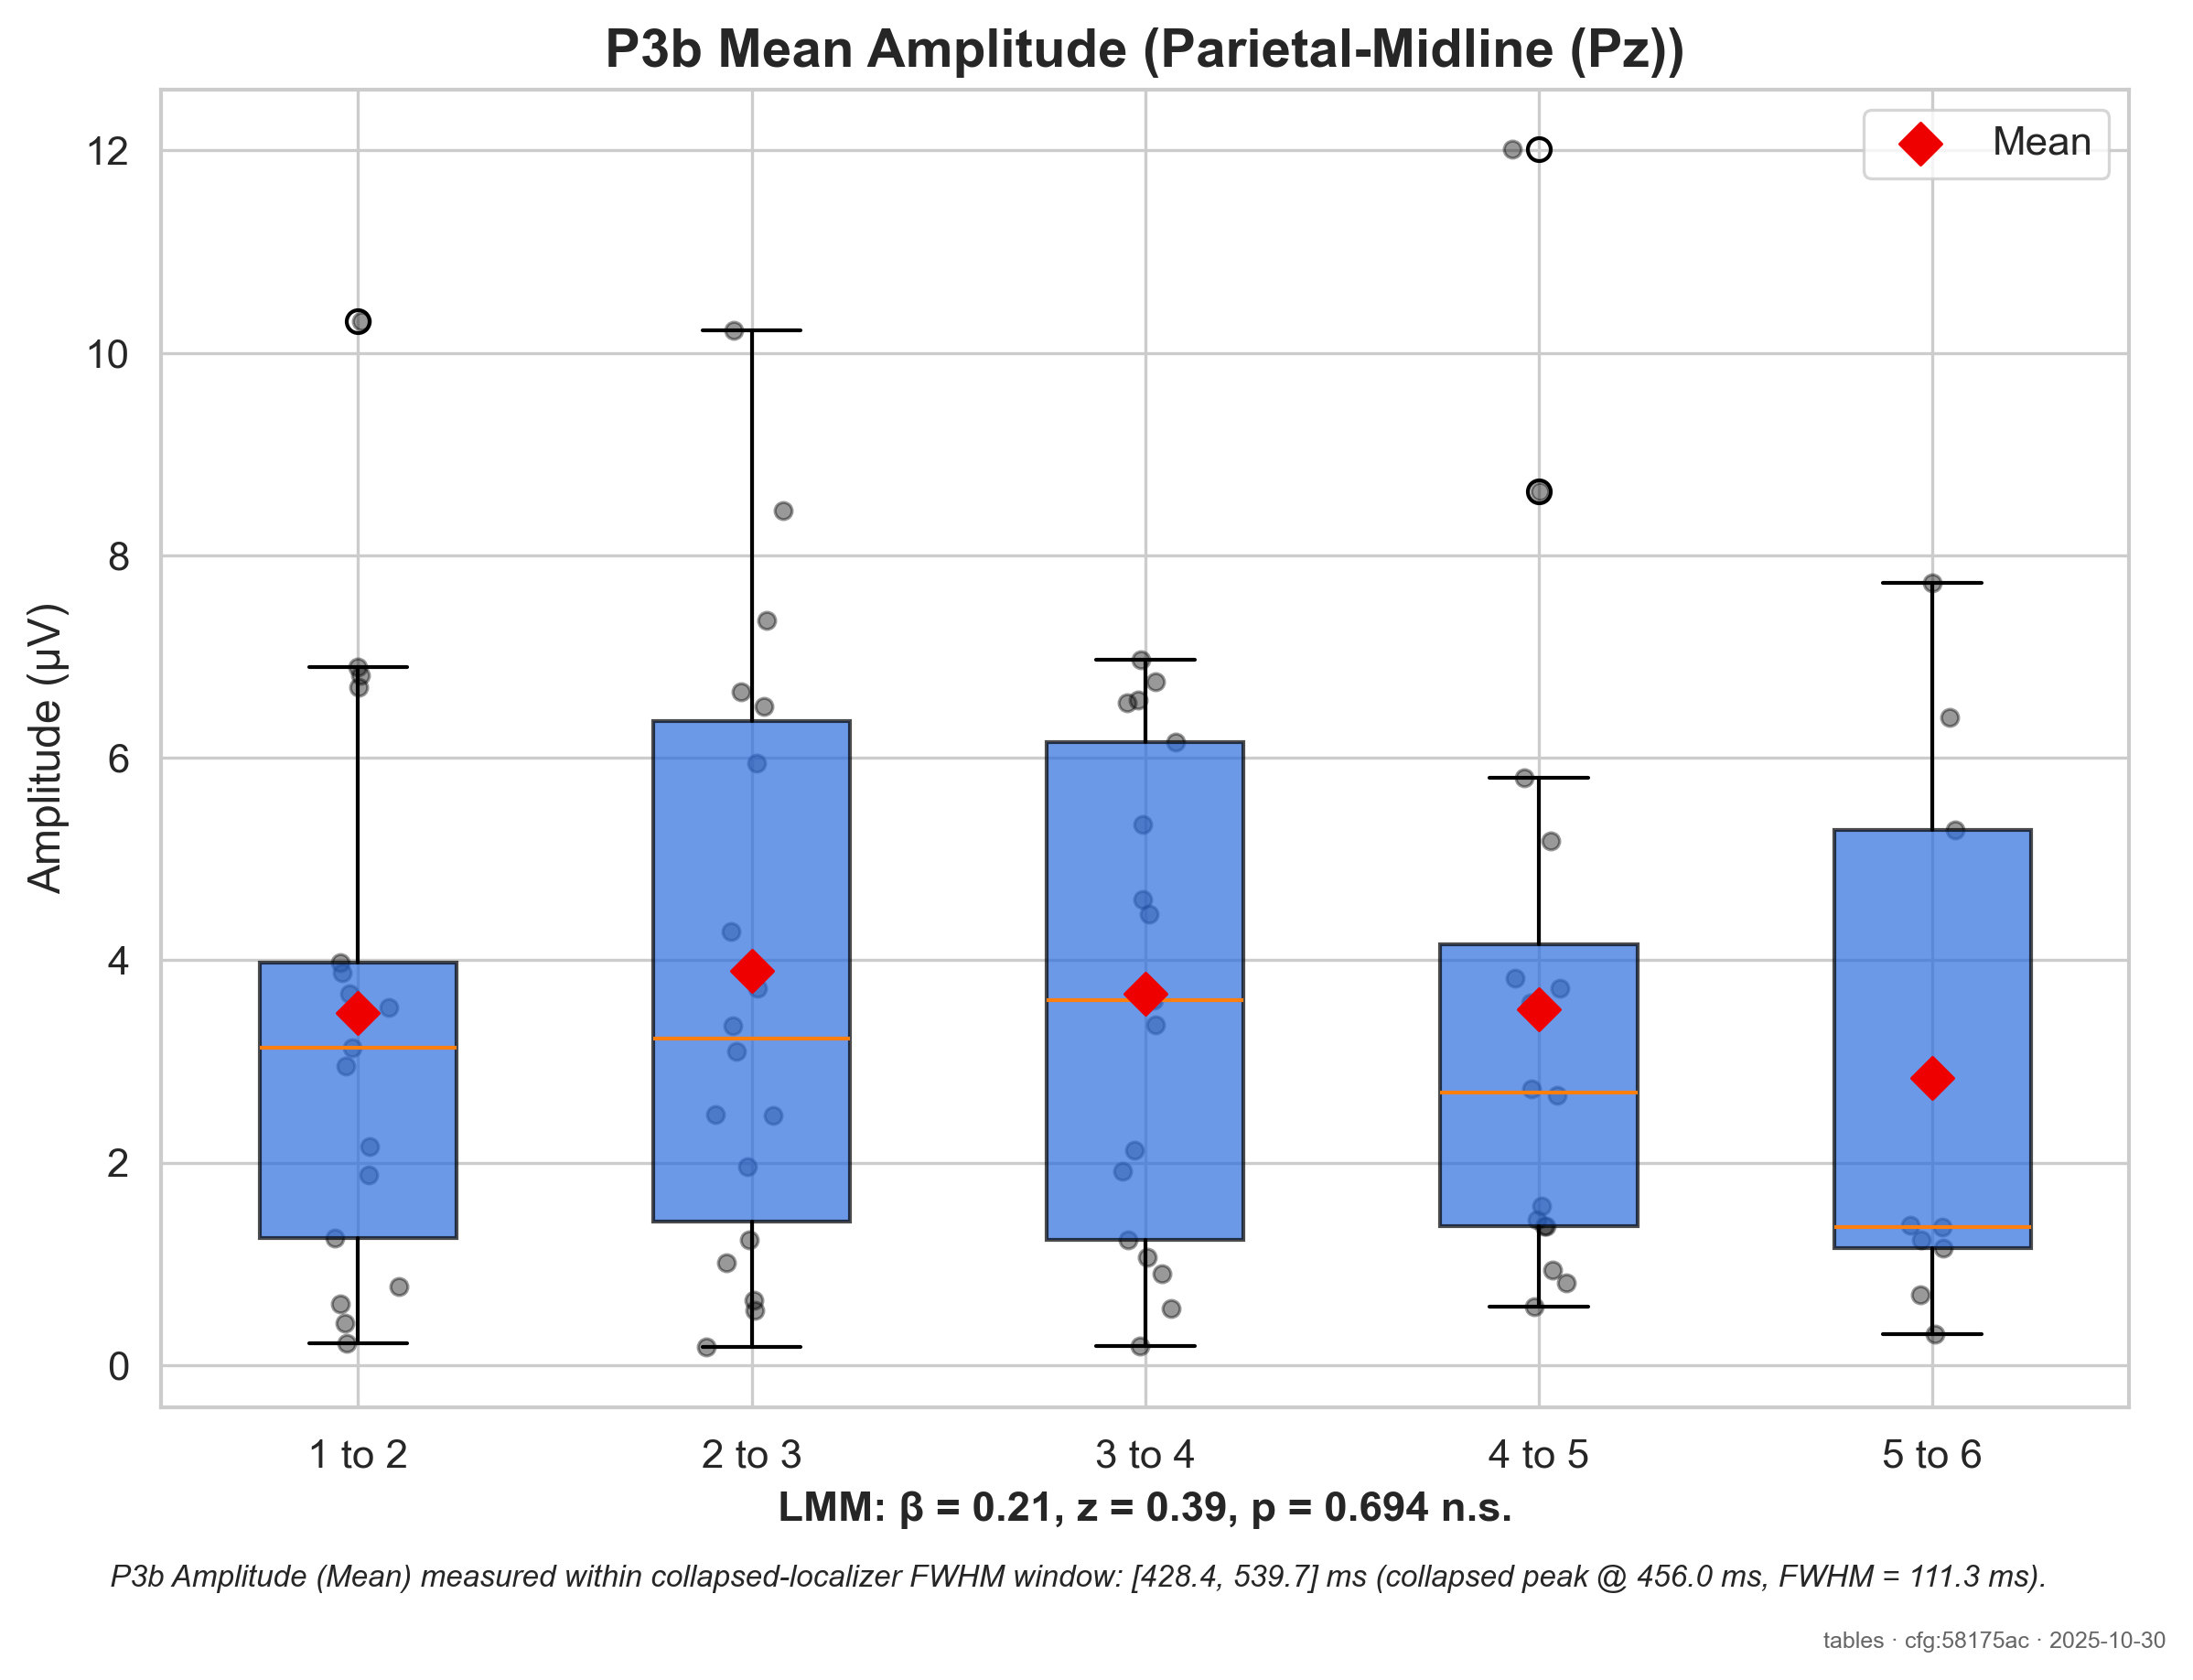 P3b Mean Amplitude (Parietal-Midline (Pz))
Mean
Amplitude (µV)
12
10
8
6
4
2
0
1 to 2
2 to 3
3 to 4
4 to 5
5 to 6
LMM: β = 0.21, z = 0.39, p = 0.694 n.s.
P3b Amplitude (Mean) measured within collapsed-localizer FWHM window: [428.4, 539.7] ms (collapsed peak @ 456.0 ms, FWHM = 111.3 ms).
tables · cfg:58175ac · 2025-10-30